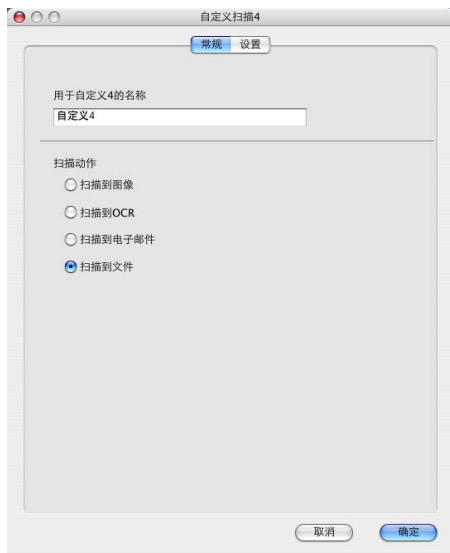 自定义扫描4
常规 设置
用于自定义4的名称
自定义4
扫描动作
扫描到图像
扫描到OCR
扫描到电子邮件
扫描到文件
取消 确定